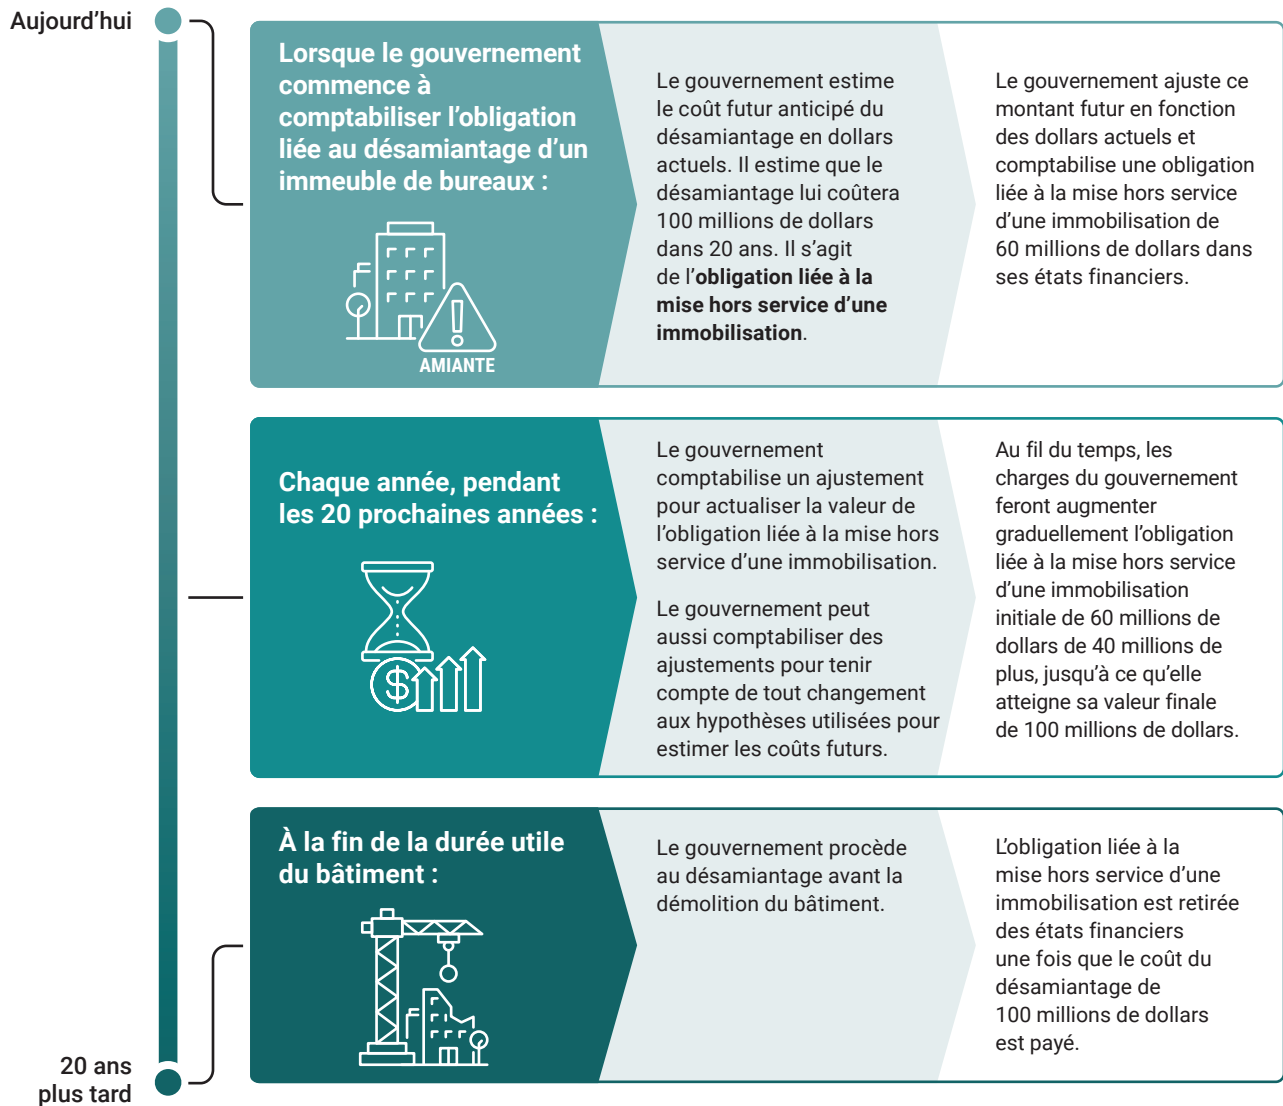 Aujourd’hui
Lorsque le gouvernement
commence à
comptabiliser l’obligation
liée au désamiantage d’un
immeuble de bureaux :
AMIANTE
Le gouvernement estime
le coût futur anticipé du
désamiantage en dollars
actuels. Il estime que le
désamiantage lui coûtera
100 millions de dollars
dans 20 ans. Il s’agit
de l’obligation liée à la
mise hors service d’une
immobilisation.
Le gouvernement ajuste ce
montant futur en fonction
des dollars actuels et
comptabilise une obligation
liée à la mise hors service
d’une immobilisation de
60 millions de dollars dans
ses états financiers.
Chaque année, pendant
les 20 prochaines années :
$
Le gouvernement
comptabilise un ajustement
pour actualiser la valeur de
l’obligation liée à la mise hors
service d’une immobilisation.
Le gouvernement peut
aussi comptabiliser des
ajustements pour tenir
compte de tout changement
aux hypothèses utilisées pour
estimer les coûts futurs.
Au fil du temps, les
charges du gouvernement
feront augmenter
graduellement l’obligation
liée à la mise hors service
d’une immobilisation
initiale de 60 millions de
dollars de 40 millions de
plus, jusqu’à ce qu’elle
atteigne sa valeur finale
de 100 millions de dollars.
À la fin de la durée utile
du bâtiment :
Le gouvernement procède
au désamiantage avant la
démolition du bâtiment.
L’obligation liée à la
mise hors service d’une
immobilisation est retirée
des états financiers
une fois que le coût du
désamiantage de
100 millions de dollars
est payé.
20 ans
plus tard